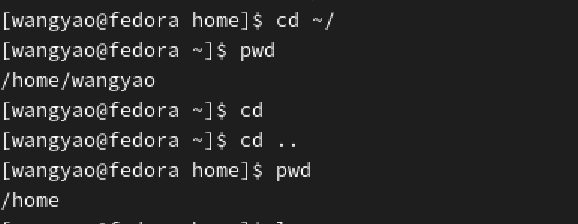 [wangyao@fedora home]$ cd ~/
[wangyao@fedora ~]$ pwd
/home/wangyao
[wangyao@fedora ~]$ cd
[wangyao@fedora ~]$ cd ..
[wangyao@fedora home]$ pwd
/home